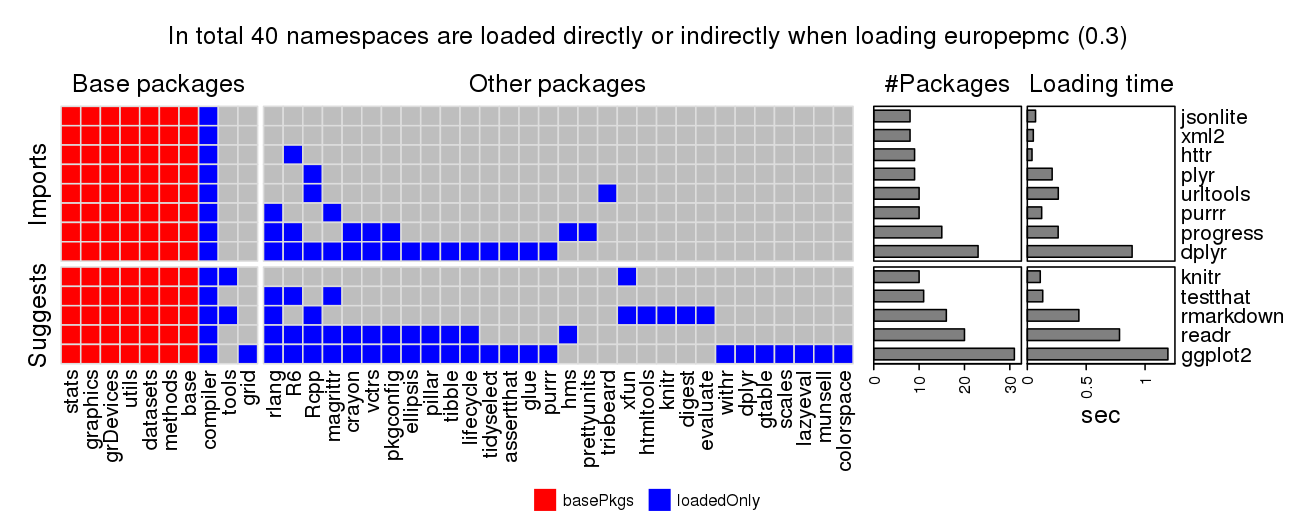 In total 40 namespaces are loaded directly or indirectly when loading europepmc (0.3)
Base packages
Other packages
#Packages
Loading time
Imports
Suggests
jsonlite
xml2
httr
plyr
urltools
purrr
progress
dplyr
knitr
testthat
rmarkdown
readr
ggplot2
stats
graphics
grDevices
utils
datasets
methods
base
compiler
tools
grid
rlang
R6
Rcpp
magrittr
crayon
vctrs
pkgconfig
ellipsis
pillar
tibble
lifecycle
tidyselect
assertthat
glue
purrr
hms
prettyunits
triebeard
xfun
htmltools
knitr
digest
evaluate
withr
dplyr
gtable
scales
lazyeval
munsell
colorspace
0
10
20
30
0
0.5
1
sec
basePkgs
loadedOnly